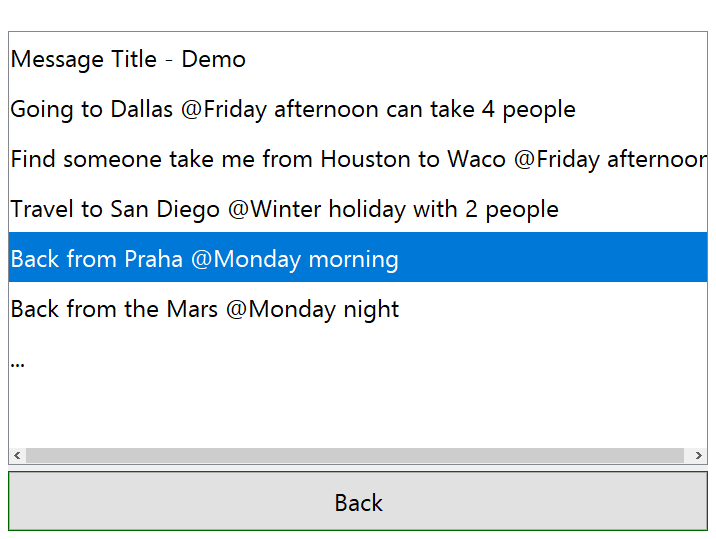 Message Title - Demo
Going to Dallas @Friday afternoon can take 4 people
Find someone take me from Houston to Waco @Friday afternoon
Travel to San Diego @Winter holiday with 2 people
Back from Praha @Monday morning
Back from the Mars @Monday night
...
Back